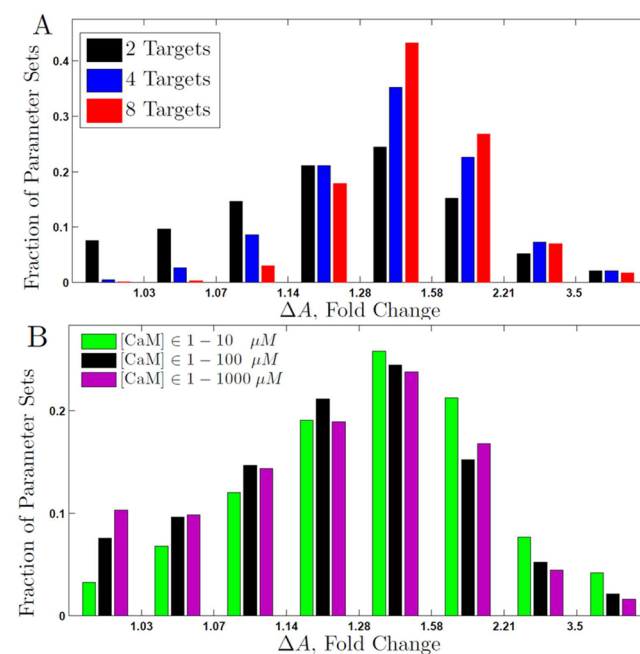 A
2 Targets
4 Targets
8 Targets
Fraction of Parameter Sets
0.4
0.3
0.2
0.1
0
1.03 1.07 1.14 1.28 1.58 2.21 3.5
ΔA, Fold Change
B
[CaM] ∈ 1 − 10 μM
[CaM] ∈ 1 − 100 μM
[CaM] ∈ 1 − 1000 μM
Fraction of Parameter Sets
0.2
0.1
0
1.03 1.07 1.14 1.28 1.58 2.21 3.5
ΔA, Fold Change